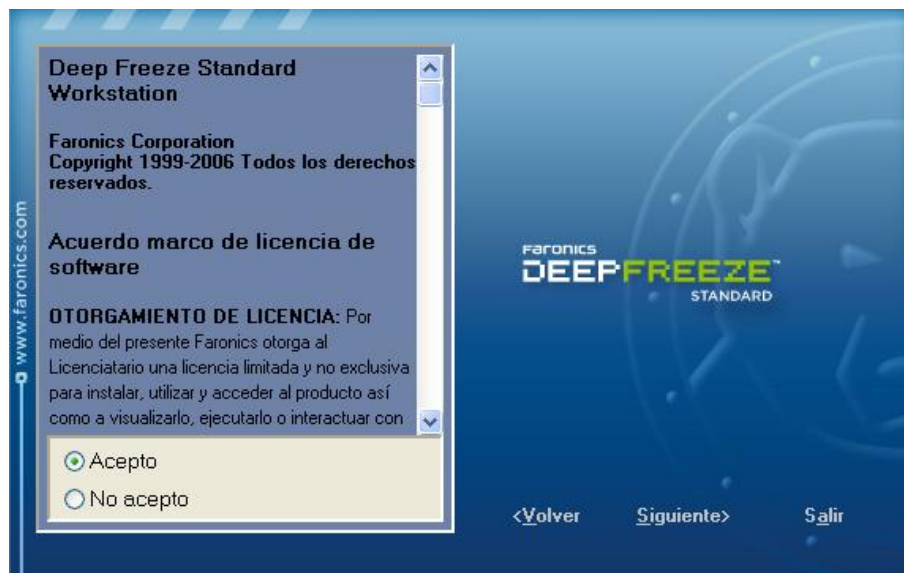 Deep Freeze Standard
Workstation
Faronics Corporation
Copyright 1999-2006 Todos los derechos
reservados.
Acuerdo marco de licencia de
software
OTORGAMIENTO DE LICENCIA: Por
medio del presente Faronics otorga al
Licenciatario una licencia limitada y no exclusiva
para instalar, utilizar y acceder al producto así
como a visualizarlo, ejecutarlo o interactuar con
Acepto
No acepto
www.faronics.com
Faronics
DEEPFREEZE™
STANDARD
<Volver
Siguiente>
Salir